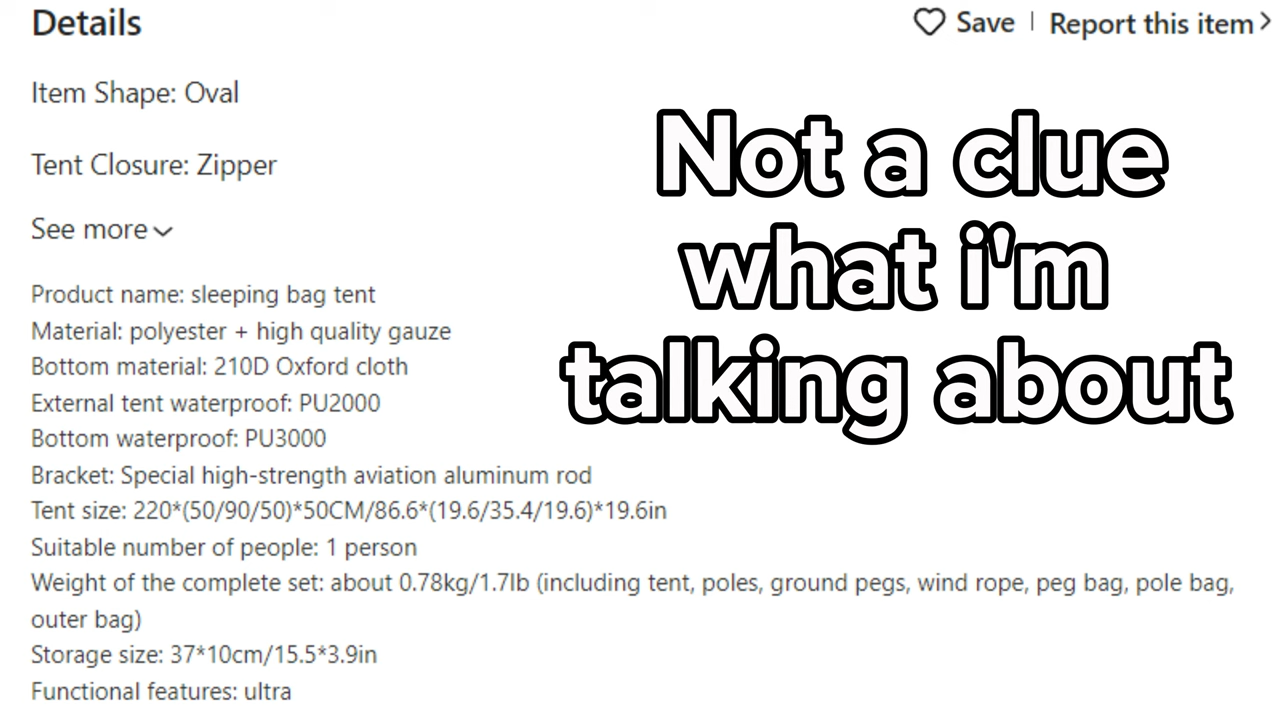 Details
Save | Report this item >
Item Shape: Oval
Tent Closure: Zipper
See more
Not a clue
what i'm
talking about
Product name: sleeping bag tent
Material: polyester + high quality gauze
Bottom material: 210D Oxford cloth
External tent waterproof: PU2000
Bottom waterproof: PU3000
Bracket: Special high-strength aviation aluminum rod
Tent size: 220*(50/90/50)*50CM/86.6*(19.6/35.4/19.6)*19.6in
Suitable number of people: 1 person
Weight of the complete set: about 0.78kg/1.7lb (including tent, poles, ground pegs, wind rope, peg bag, pole bag,
outer bag)
Storage size: 37*10cm/15.5*3.9in
Functional features: ultra